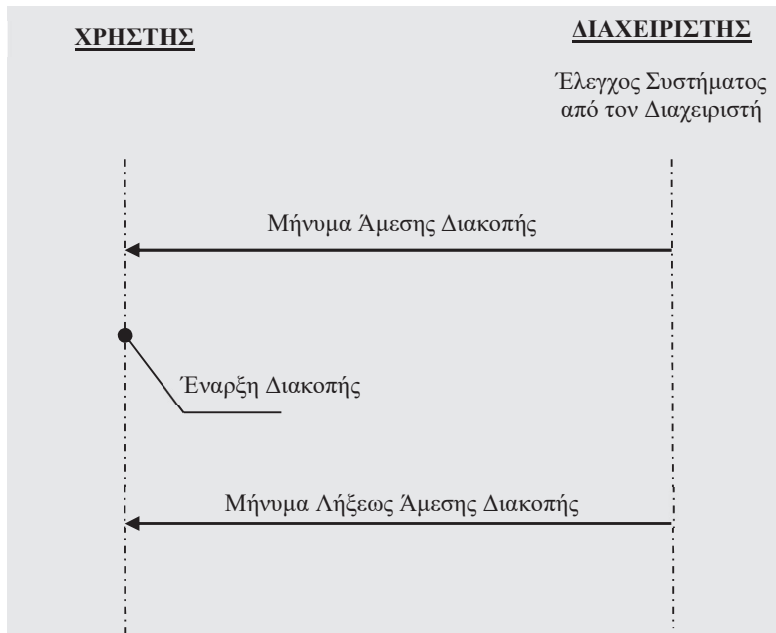 ΧΡΗΣΤΗΣ
ΔΙΑΧΕΙΡΙΣΤΗΣ
Έλεγχος Συστήματος
από τον Διαχειριστή
Μήνυμα Άμεσης Διακοπής
Έναρξη Διακοπής
Μήνυμα Λήξεως Άμεσης Διακοπής